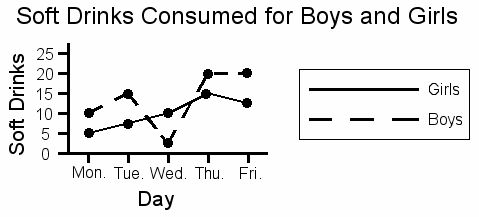 Soft Drinks Consumed for Boys and Girls
Soft Drinks
25
20
15
10
5
0
Mon. Tue. Wed. Thu. Fri.
Day
Girls
Boys